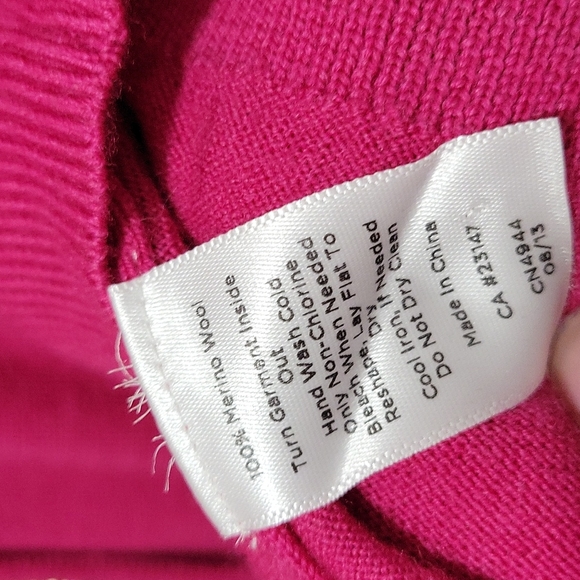 100% Merino Wool
Turn Garment Inside
Out
Hand Wash Cold
Only Non-Chlorine
Bleach When Needed
Reshape, Lay Flat To
Dry
Cool Iron, If Needed
Do Not Dry Clean
Made In China
CA #23147
CN4944
08/13